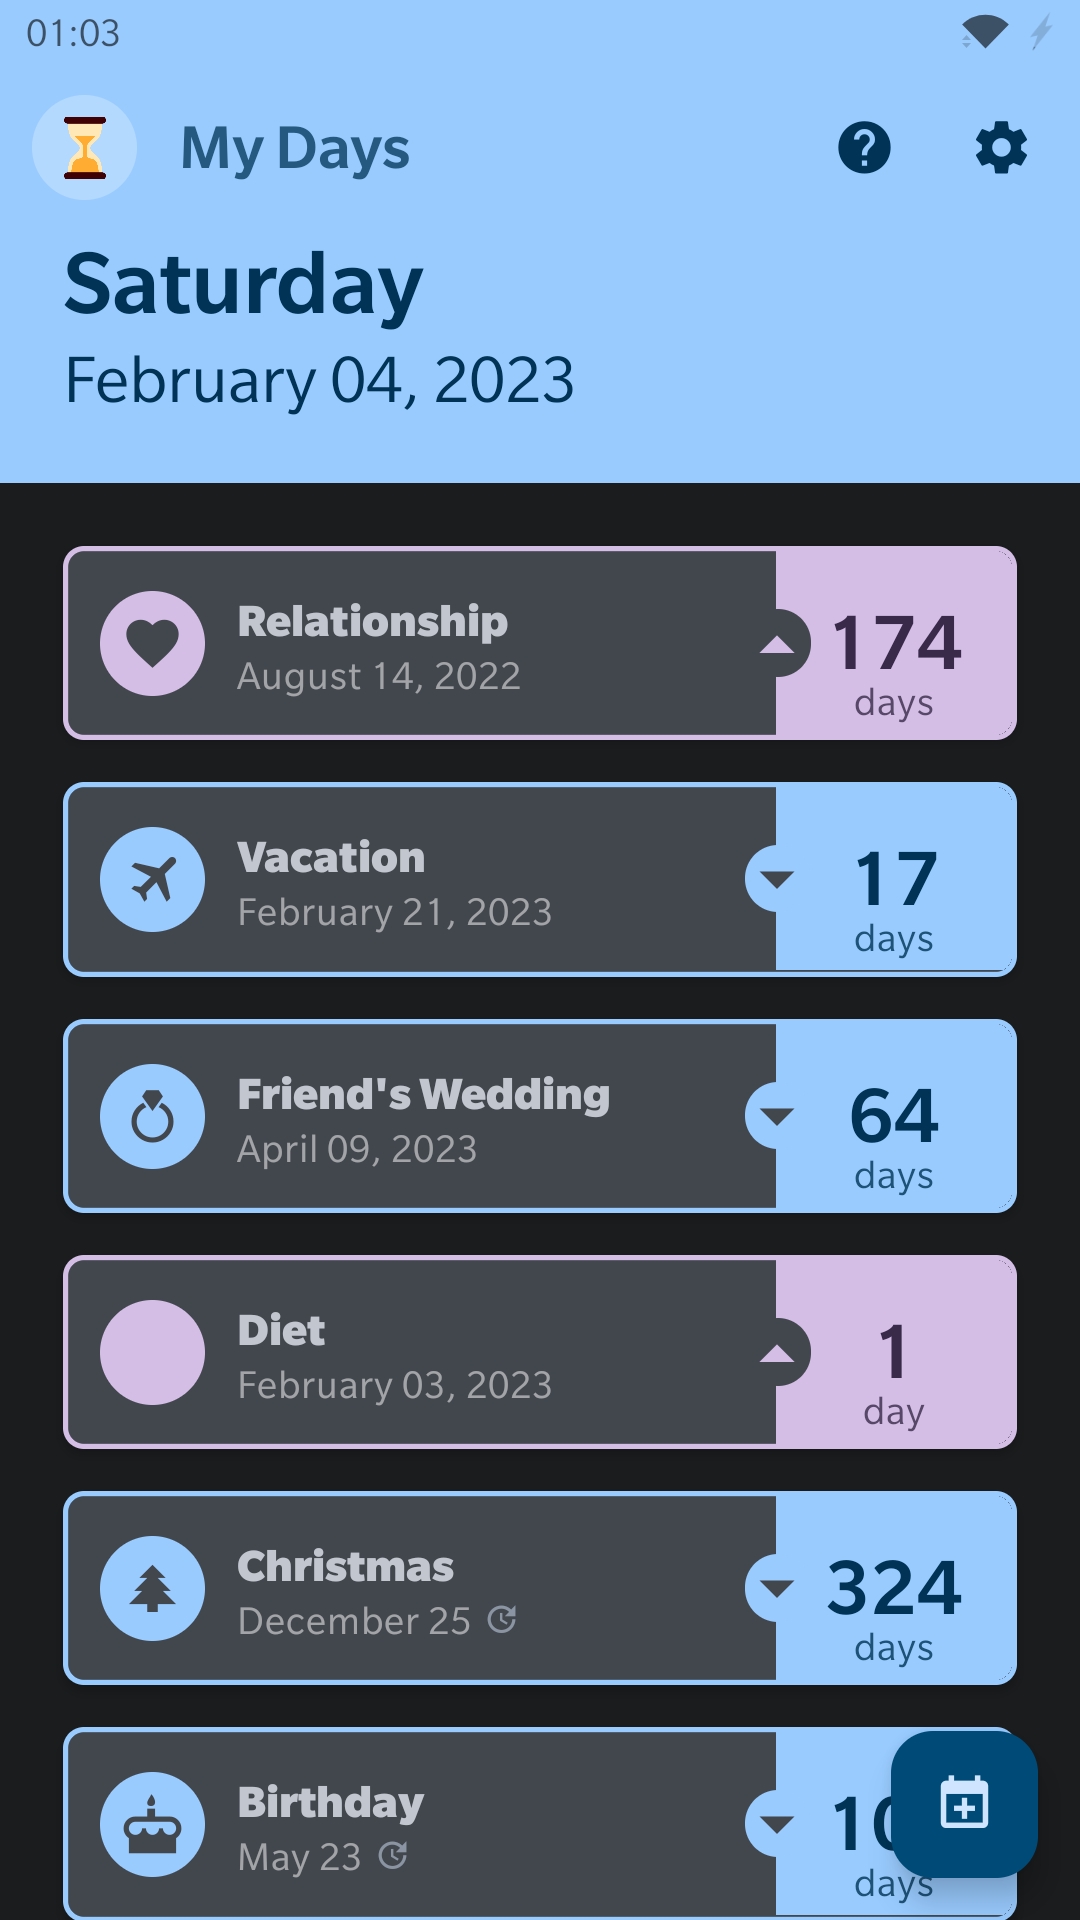 01:03
My Days
Saturday
February 04, 2023
Relationship
August 14, 2022
174
days
Vacation
February 21, 2023
17
days
Friend's Wedding
April 09, 2023
64
days
Diet
February 03, 2023
1
day
Christmas
December 25
324
days
Birthday
May 23
days